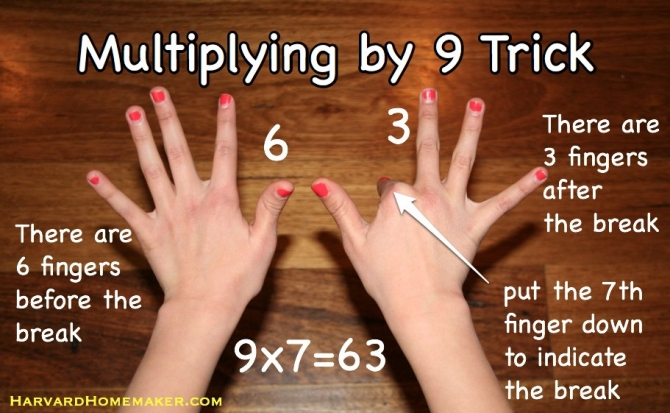 Multiplying by 9 Trick
6
3
There are
3 fingers
after
the break
There are
6 fingers
before the
break
put the 7th
finger down
to indicate
the break
9x7=63
HarvardHomemaker.com